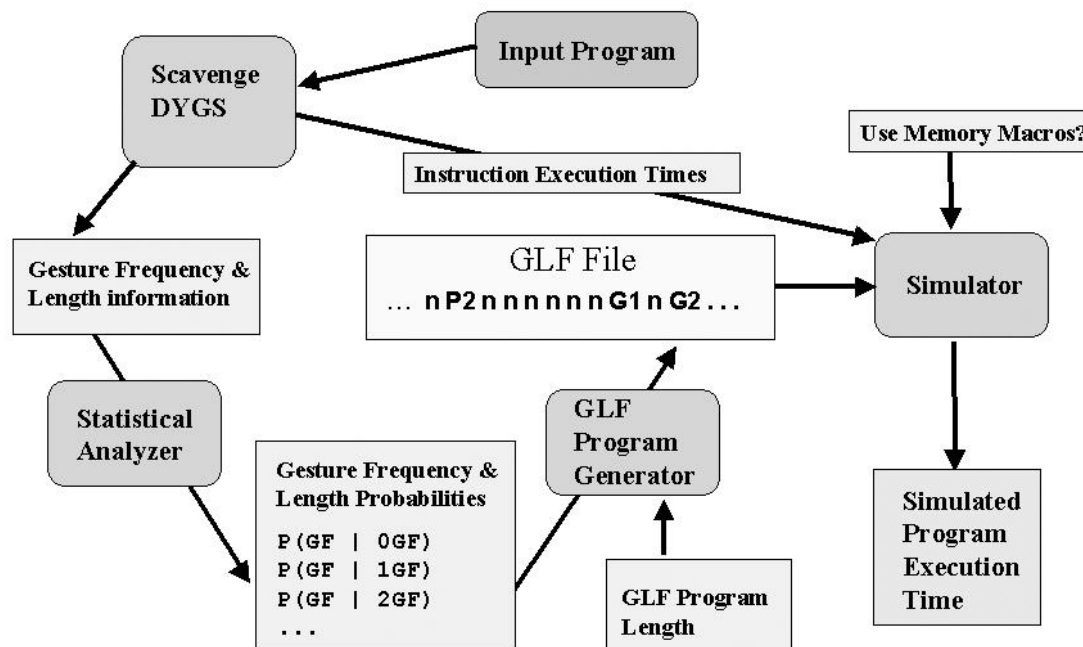 Input Program
Scavenge
DYGS
Use Memory Macros?
Instruction Execution Times
Gesture Frequency &
Length information
GLF File
... n P2 n n n n n n G1 n G2 ...
Simulator
Statistical
Analyzer
GLF
Program
Generator
Gesture Frequency &
Length Probabilities
P(GF | 0GF)
P(GF | 1GF)
P(GF | 2GF)
...
GLF Program
Length
Simulated
Program
Execution
Time